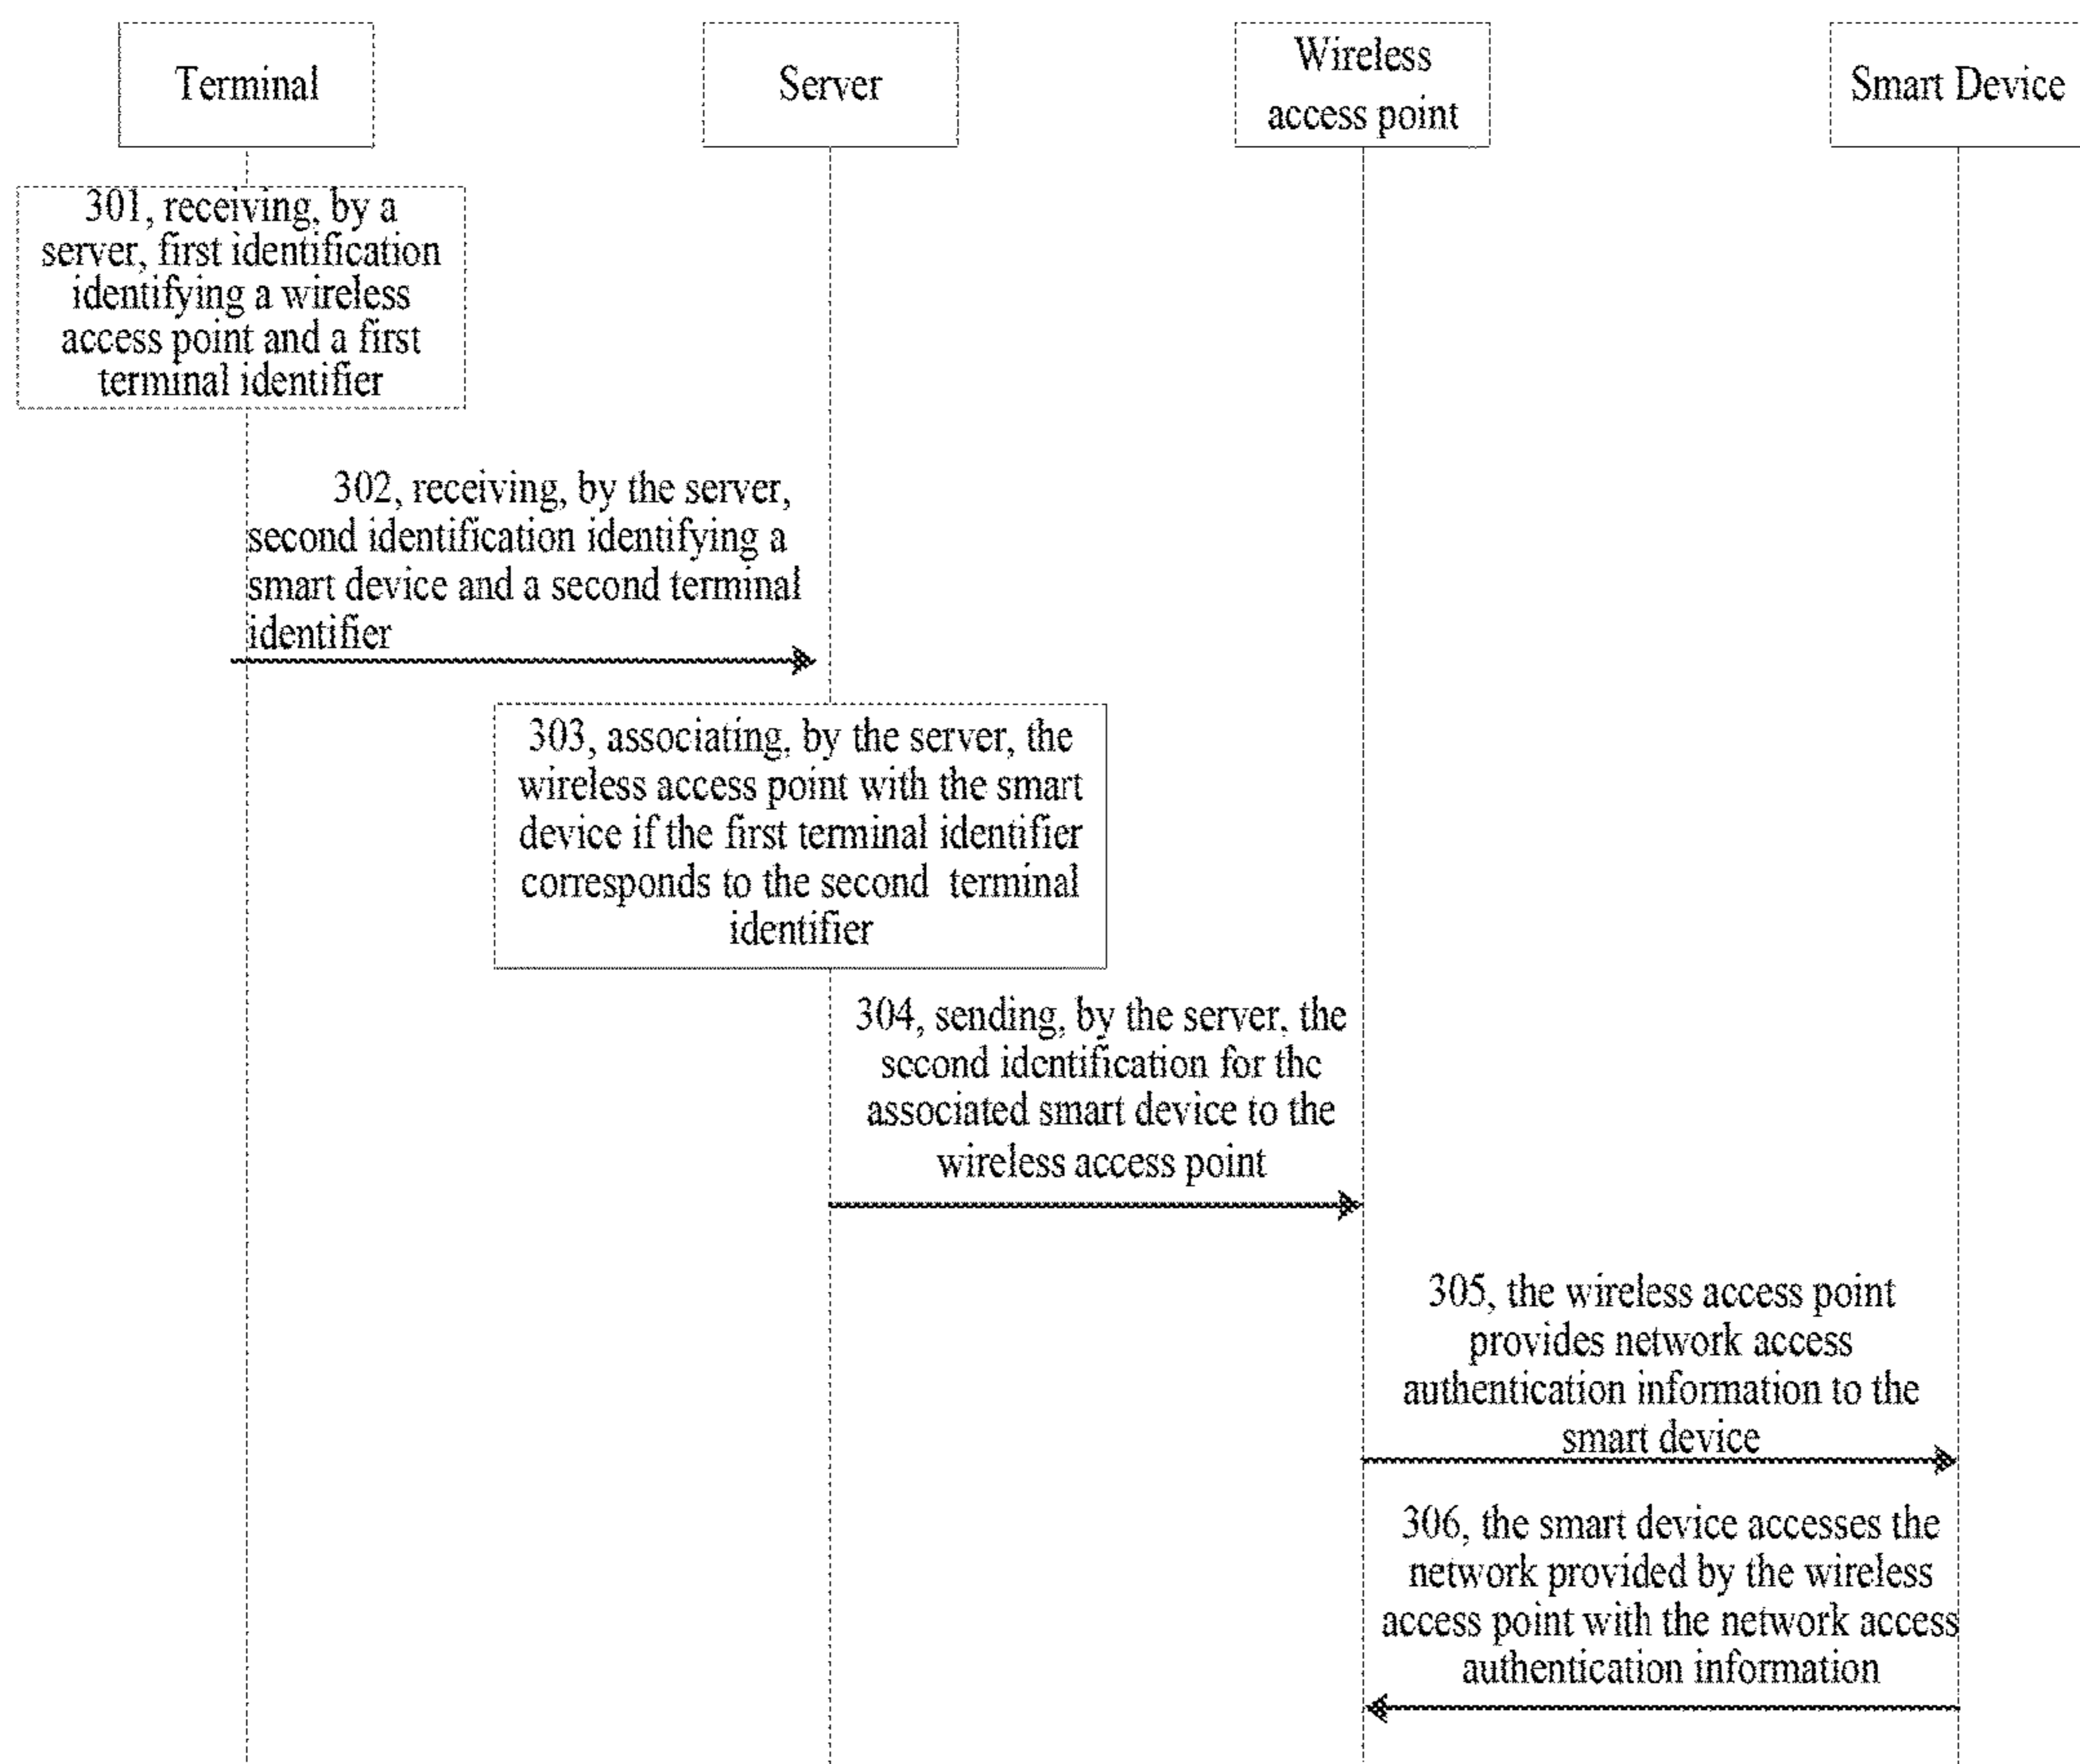 Terminal
Server
Wireless
access point
Smart Device
301, receiving, by a
server, first identification
identifying a wireless
access point and a first
terminal identifier
302, receiving, by the server,
second identification identifying a
smart device and a second terminal
identifier
303, associating, by the server, the
wireless access point with the smart
device if the first terminal identifier
corresponds to the second terminal
identifier
304, sending, by the server, the
second identification for the
associated smart device to the
wireless access point
305, the wireless access point
provides network access
authentication information to the
smart device
306, the smart device accesses the
network provided by the wireless
access point with the network access
authentication information